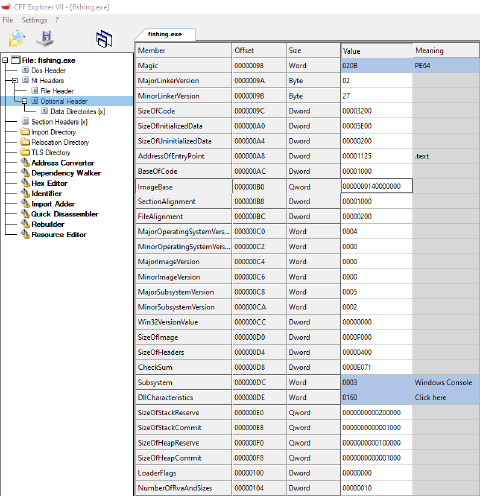 CFF Explorer VII - [fishing.exe]
File Settings ?
fishing.exe
File: fishing.exe
Dos Header
Nt Headers
File Header
Optional Header
Data Directories [x]
Section Headers [x]
Import Directory
Relocation Directory
TLS Directory
Address Converter
Dependency Walker
Hex Editor
Identifier
Import Adder
Quick Disassembler
Rebuilder
Resource Editor
Member Offset Size Value Meaning
Magic 00000098 Word 020B PE64
MajorLinkerVersion 0000009A Byte 02
MinorLinkerVersion 0000009B Byte 27
SizeOfCode 0000009C Dword 00003200
SizeOfInitializedData 000000A0 Dword 00005E00
SizeOfUninitializedData 000000A4 Dword 00000200
AddressOfEntryPoint 000000A8 Dword 00001125 .text
BaseOfCode 000000AC Dword 00001000
ImageBase 000000B0 Qword 0000000140000000
SectionAlignment 000000B8 Dword 00001000
FileAlignment 000000BC Dword 00000200
MajorOperatingSystemVers... 000000C0 Word 0004
MinorOperatingSystemVers... 000000C2 Word 0000
MajorImageVersion 000000C4 Word 0000
MinorImageVersion 000000C6 Word 0000
MajorSubsystemVersion 000000C8 Word 0005
MinorSubsystemVersion 000000CA Word 0002
Win32VersionValue 000000CC Dword 00000000
SizeOfImage 000000D0 Dword 0000F000
SizeOfHeaders 000000D4 Dword 00000400
CheckSum 000000D8 Dword 0000E071
Subsystem 000000DC Word 0003 Windows Console
DllCharacteristics 000000DE Word 0160 Click here
SizeOfStackReserve 000000E0 Qword 0000000000200000
SizeOfStackCommit 000000E8 Qword 0000000000001000
SizeOfHeapReserve 000000F0 Qword 0000000000100000
SizeOfHeapCommit 000000F8 Qword 0000000000001000
LoaderFlags 00000100 Dword 00000000
NumberOfRvaAndSizes 00000104 Dword 00000010